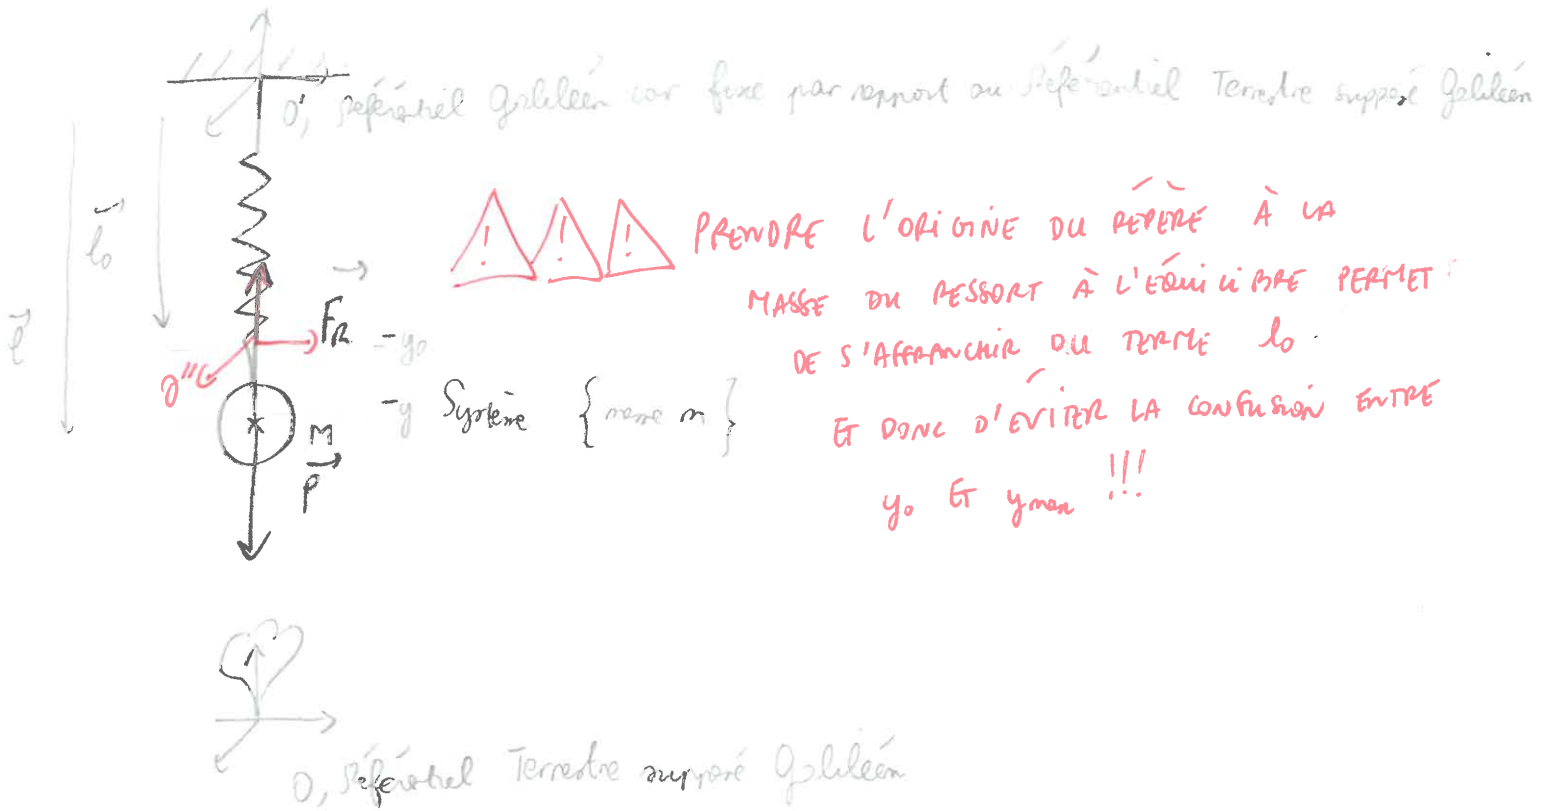 O', Référentiel Galiléen car fixe par rapport au Référentiel Terrestre supposé Galiléen
l₀
PRENDRE L'ORIGINE DU REPÈRE À LA
MASSE DU RESSORT À L'ÉQUILIBRE PERMET
DE S'AFFRANCHIR DU TERME l₀
ET DONC D'ÉVITER LA CONFUSION ENTRE
y₀ ET ymax !!!
l
F_R
-y₀
O''
-y Système { masse m }
M
P
O, Référentiel Terrestre supposé Galiléen